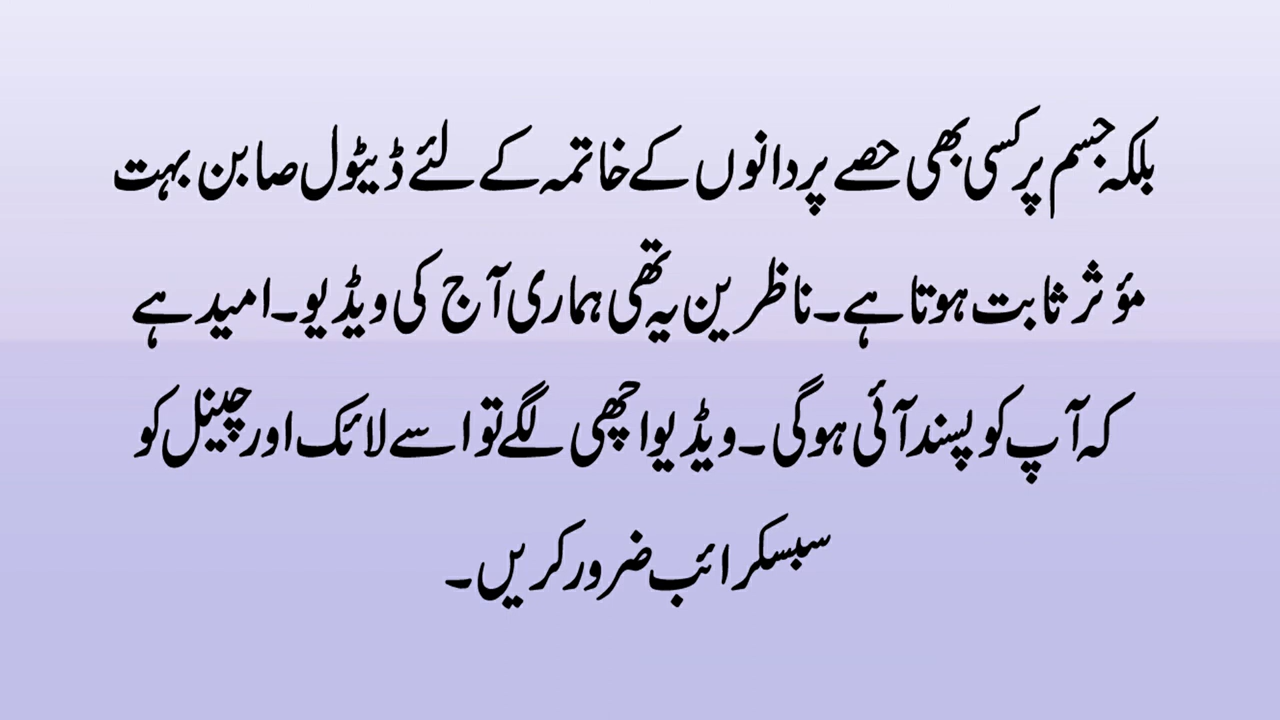 بلکہ جسم پر کسی بھی حصے پر دانوں کے خاتمہ کے لئے ڈیٹول صابن بہت
مؤثر ثابت ہوتا ہے۔ ناظرین یہ تھی ہماری آج کی ویڈیو۔ امید ہے
کہ آپ کو پسند آئی ہوگی۔ ویڈیو اچھی لگے تو اسے لائک اور چینل کو
سبسکرائب ضرور کریں۔